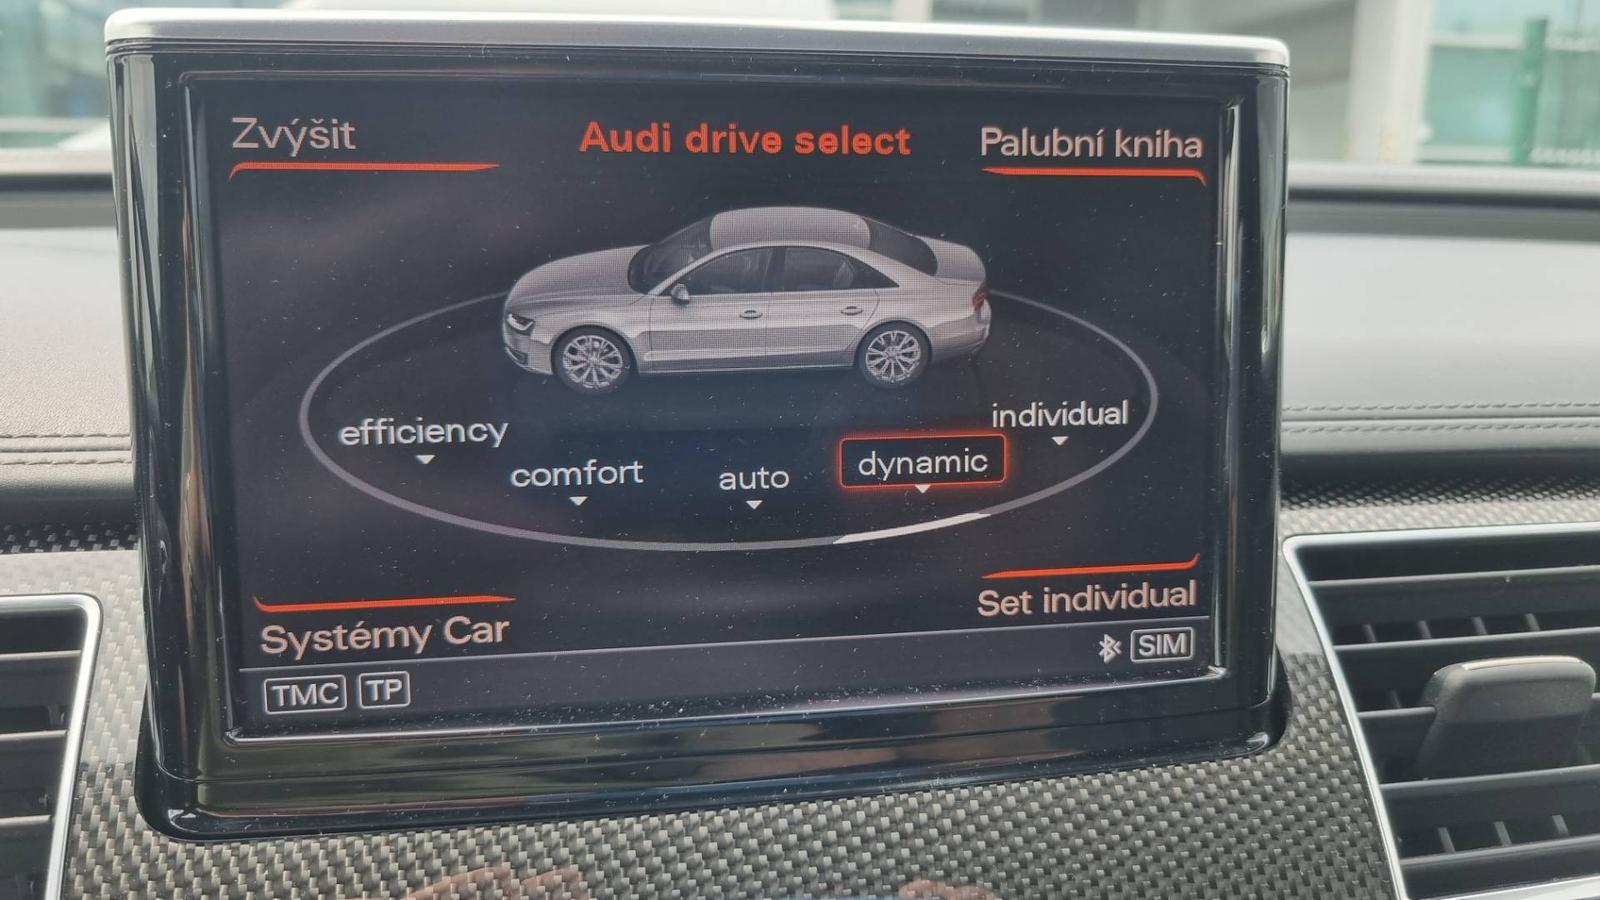 Zvýšit
Audi drive select
Palubní kniha
efficiency
comfort
auto
dynamic
individual
Systémy Car
Set individual
TMC TP
SIM